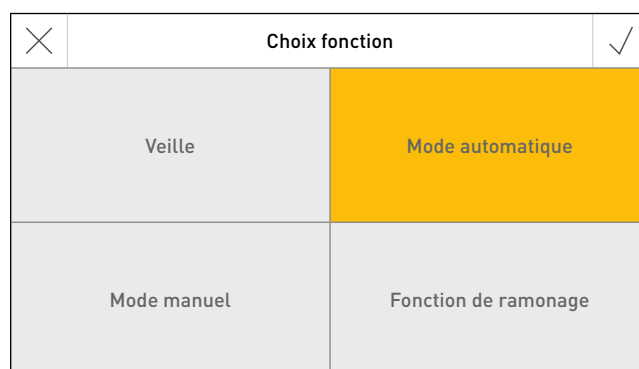 Choix fonction
Veille
Mode automatique
Mode manuel
Fonction de ramonage